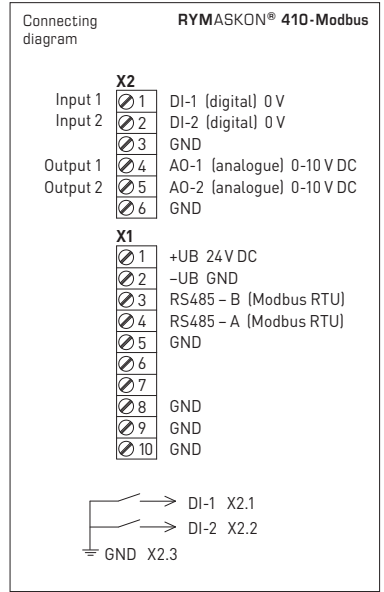 Connecting RYMASKON® 410-Modbus
diagram
X2
Input 1 1 DI-1 (digital) 0 V
Input 2 2 DI-2 (digital) 0 V
3 GND
Output 1 4 AO-1 (analogue) 0-10 V DC
Output 2 5 AO-2 (analogue) 0-10 V DC
6 GND
X1
1 +UB 24 V DC
2 –UB GND
3 RS485 – B (Modbus RTU)
4 RS485 – A (Modbus RTU)
5 GND
6
7
8 GND
9 GND
10 GND
DI-1 X2.1
DI-2 X2.2
GND X2.3